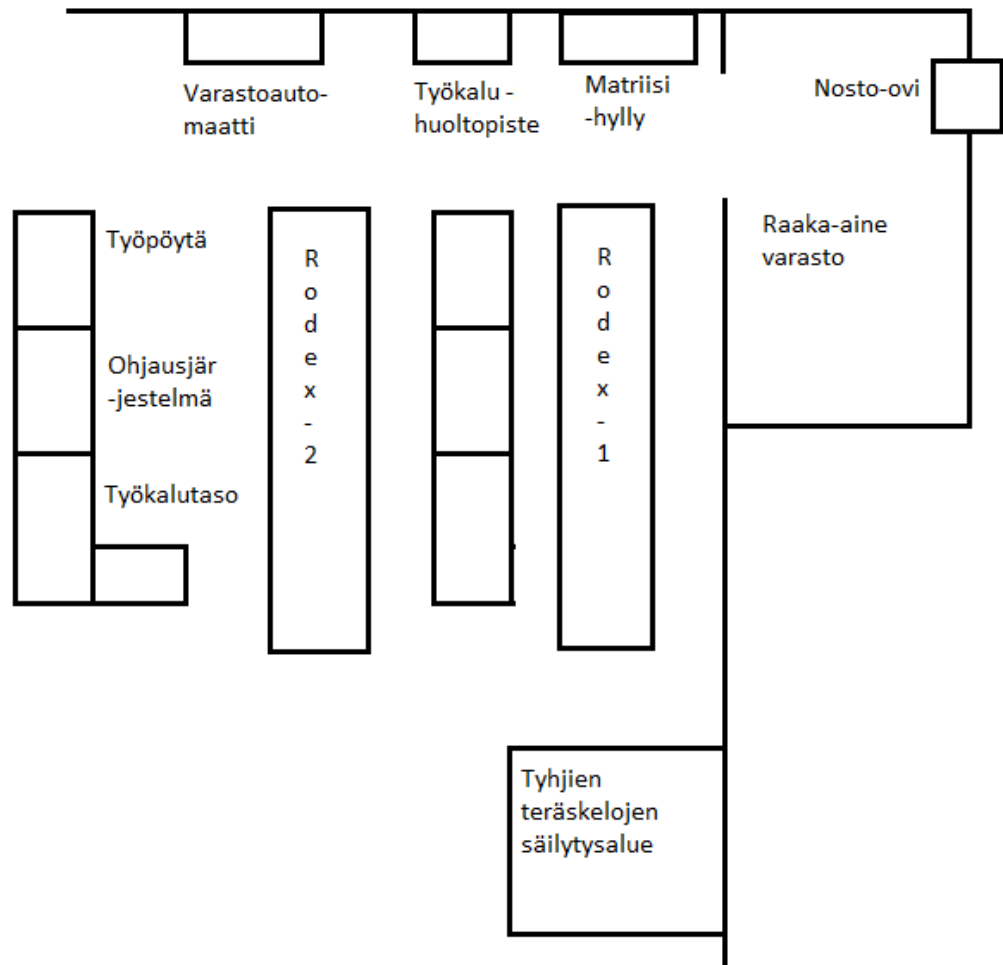 Varastoauto-
maatti
Työkalu -
huoltopiste
Matriisi
-hylly
Nosto-ovi
Työpöytä
Ohjausjär
-jestelmä
Työkalutaso
R
o
d
e
x
-
2
R
o
d
e
x
-
1
Raaka-aine
varasto
Tyhjien
teräskelojen
säilytysalue